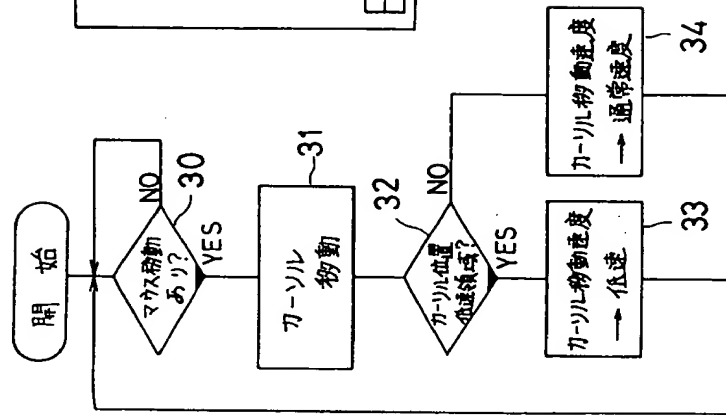 開始
マウス移動
あり?
NO
30
YES
カーソル
移動
31
カーソル位置
低速領域?
32
NO
YES
カーソル移動速度
→ 低速
33
カーソル移動速度
→ 通常速度
34